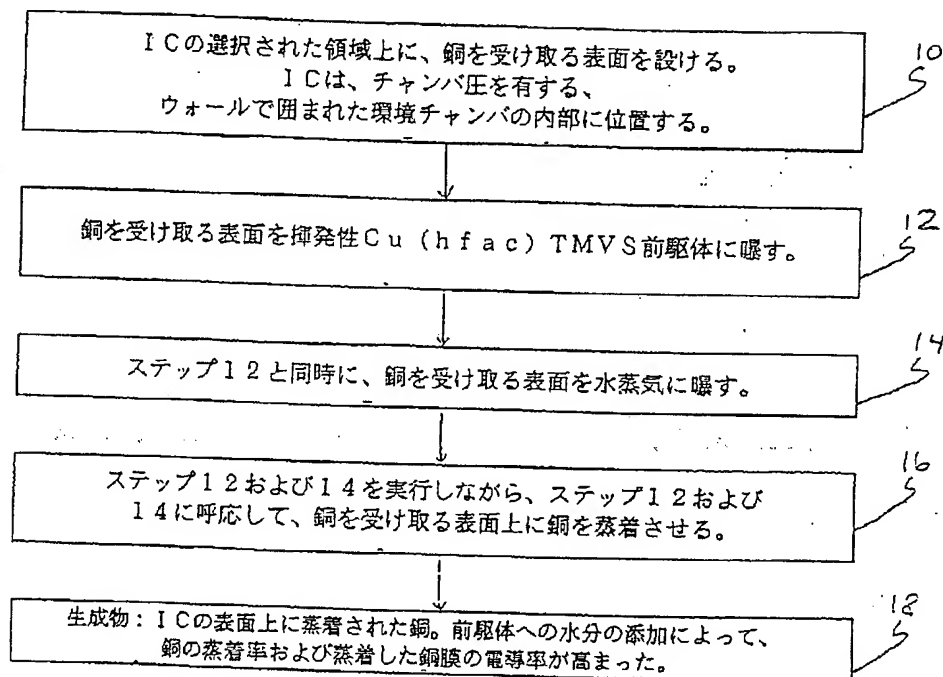 ICの選択された領域上に、銅を受け取る表面を設ける。
ICは、チャンバ圧を有する、
ウォールで囲まれた環境チャンバの内部に位置する。
10
銅を受け取る表面を揮発性Cu(hfac)TMVS前駆体に曝す。
12
ステップ12と同時に、銅を受け取る表面を水蒸気に曝す。
14
ステップ12および14を実行しながら、ステップ12および
14に呼応して、銅を受け取る表面上に銅を蒸着させる。
16
生成物:ICの表面上に蒸着された銅。前駆体への水分の添加によって、
銅の蒸着率および蒸着した銅膜の電導率が高まった。
18